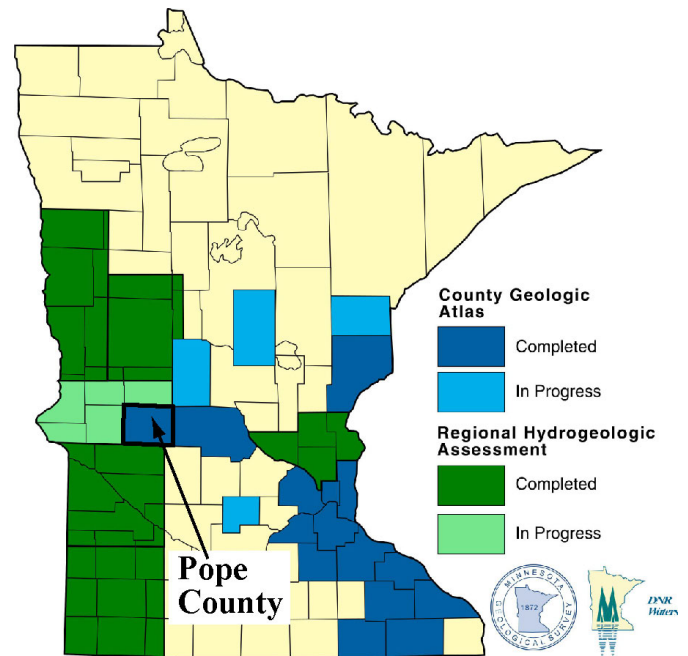 County Geologic
Atlas
Completed
In Progress
Regional Hydrogeologic
Assessment
Completed
In Progress
Pope
County
MINNESOTA
1872
GEOLOGICAL SURVEY
DNR
Waters